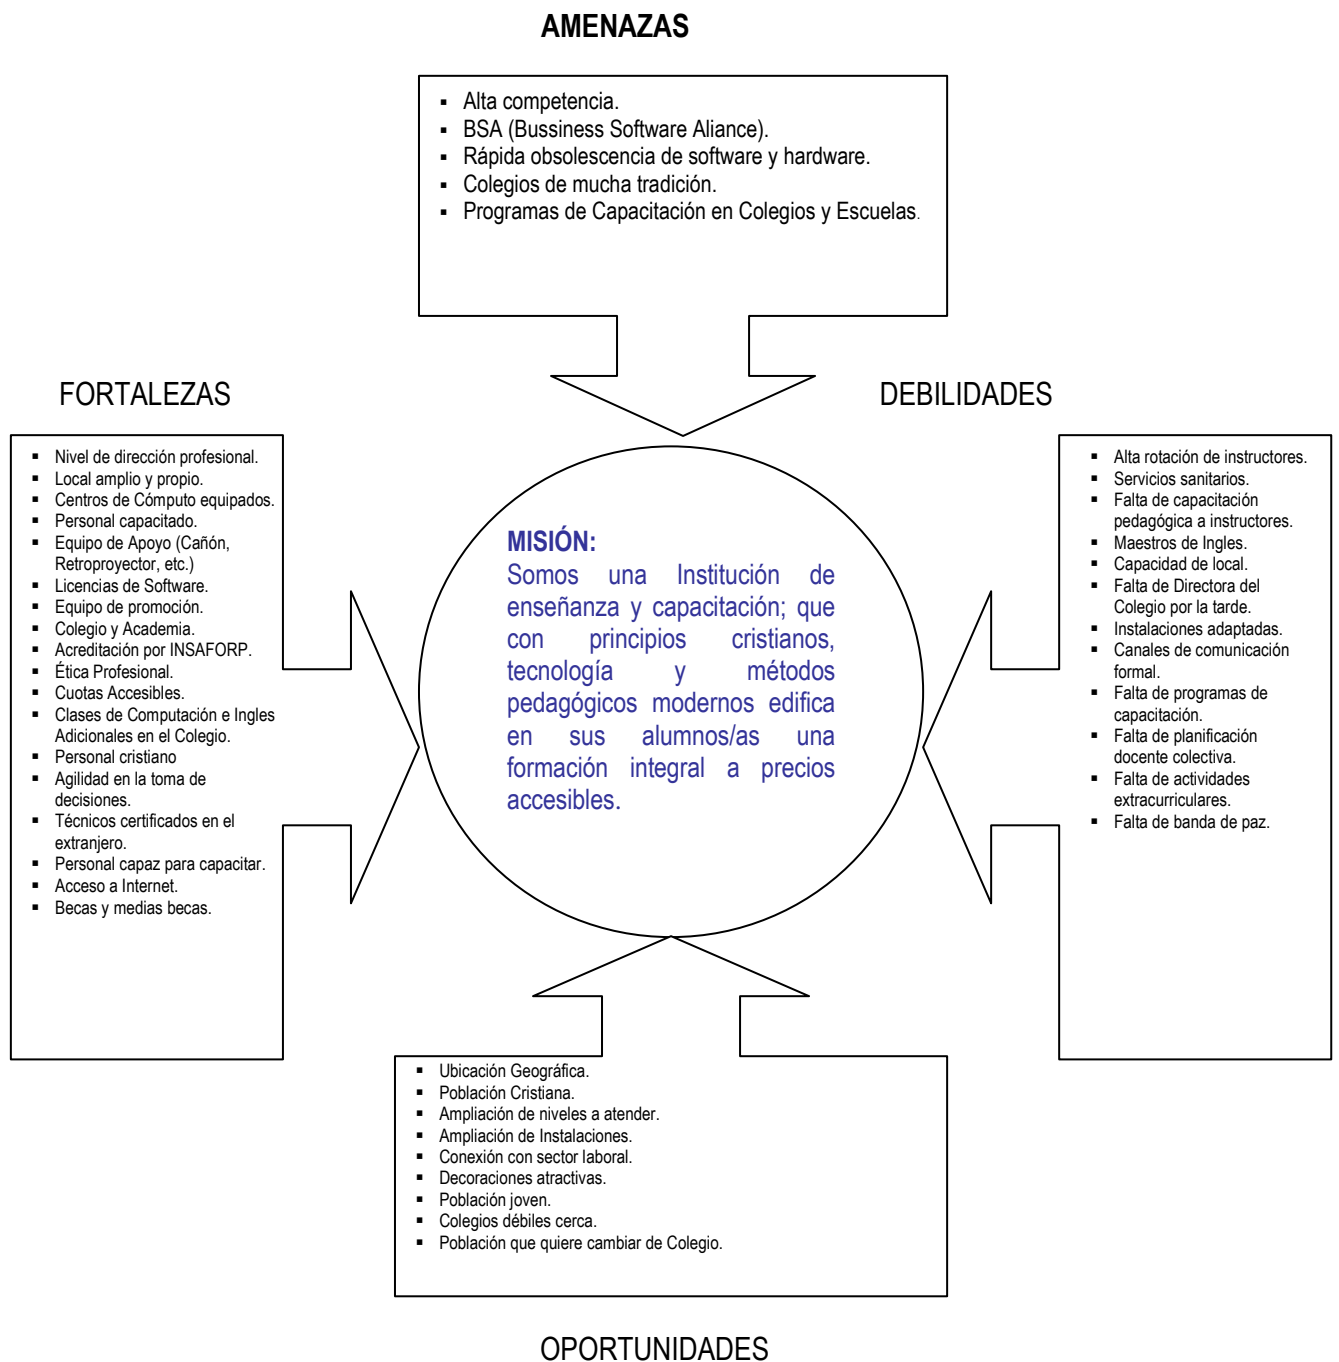 AMENAZAS
▪ Alta competencia.
▪ BSA (Bussiness Software Aliance).
▪ Rápida obsolescencia de software y hardware.
▪ Colegios de mucha tradición.
▪ Programas de Capacitación en Colegios y Escuelas.
FORTALEZAS
▪ Nivel de dirección profesional.
▪ Local amplio y propio.
▪ Centros de Cómputo equipados.
▪ Personal capacitado.
▪ Equipo de Apoyo (Cañón,
Retroproyector, etc.)
▪ Licencias de Software.
▪ Equipo de promoción.
▪ Colegio y Academia.
▪ Acreditación por INSAFORP.
▪ Ética Profesional.
▪ Cuotas Accesibles.
▪ Clases de Computación e Ingles
Adicionales en el Colegio.
▪ Personal cristiano
▪ Agilidad en la toma de
decisiones.
▪ Técnicos certificados en el
extranjero.
▪ Personal capaz para capacitar.
▪ Acceso a Internet.
▪ Becas y medias becas.
MISIÓN:
Somos una Institución de
enseñanza y capacitación; que
con principios cristianos,
tecnología y métodos
pedagógicos modernos edifica
en sus alumnos/as una
formación integral a precios
accesibles.
DEBILIDADES
▪ Alta rotación de instructores.
▪ Servicios sanitarios.
▪ Falta de capacitación
pedagógica a instructores.
▪ Maestros de Ingles.
▪ Capacidad de local.
▪ Falta de Directora del
Colegio por la tarde.
▪ Instalaciones adaptadas.
▪ Canales de comunicación
formal.
▪ Falta de programas de
capacitación.
▪ Falta de planificación
docente colectiva.
▪ Falta de actividades
extracurriculares.
▪ Falta de banda de paz.
▪ Ubicación Geográfica.
▪ Población Cristiana.
▪ Ampliación de niveles a atender.
▪ Ampliación de Instalaciones.
▪ Conexión con sector laboral.
▪ Decoraciones atractivas.
▪ Población joven.
▪ Colegios débiles cerca.
▪ Población que quiere cambiar de Colegio.
OPORTUNIDADES